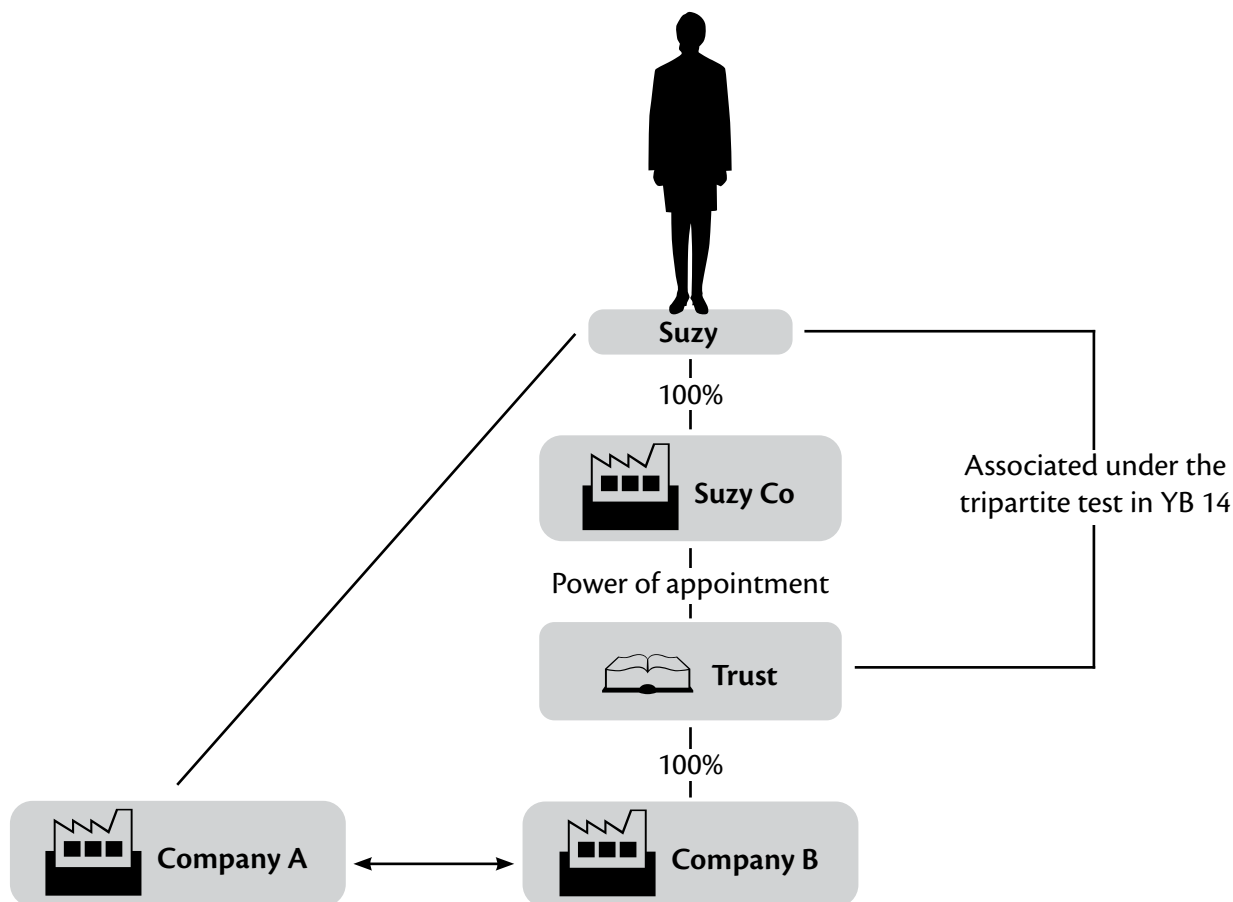 Suzy
100%
Suzy Co
Associated under the
tripartite test in YB 14
Power of appointment
Trust
100%
Company A
Company B